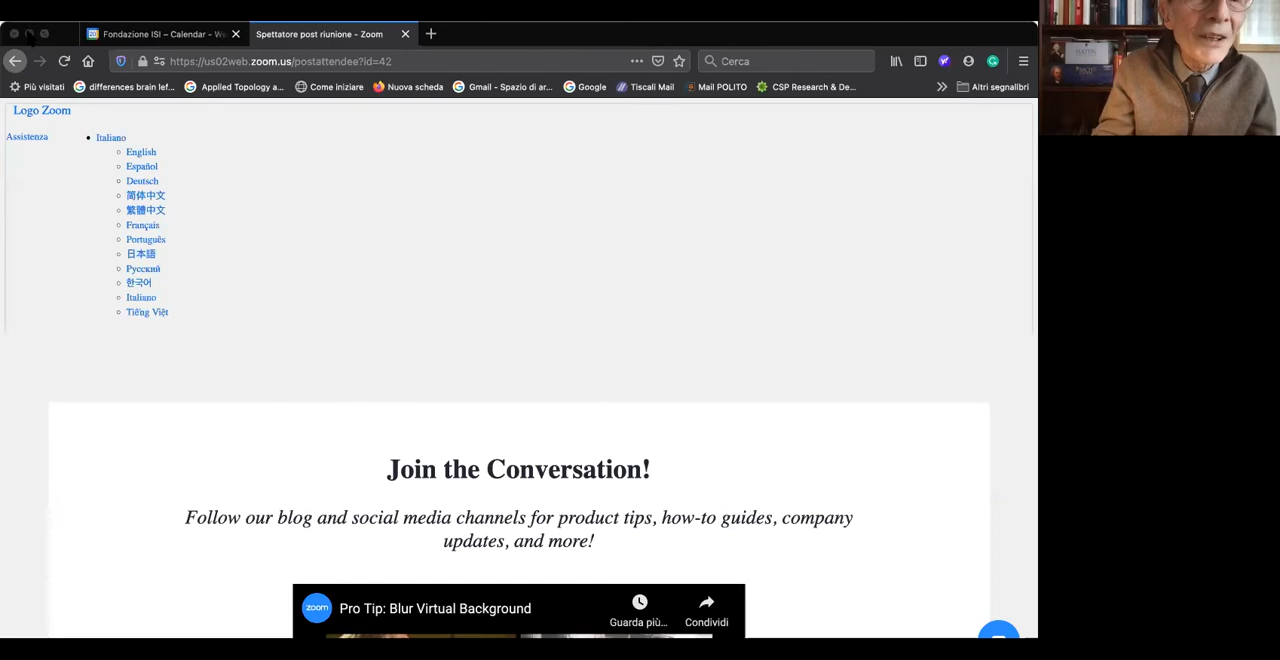 Fondazione ISI – Calendar - We
Spettatore post riunione - Zoom
https://us02web.zoom.us/postattendee?id=42
Cerca
Più visitati
differences brain lef...
Applled Topology a...
Come iniziare
Nuova scheda
Gmail - Spazio di ar...
Google
Tiscali Mail
Mail POLITO
CSP Research & De...
Altri segnalibri
Logo Zoom
Assistenza
Italiano
English
Español
Deutsch
简体中文
繁體中文
Français
Português
日本語
Русский
한국어
Italiano
Tiếng Việt
Join the Conversation!
Follow our blog and social media channels for product tips, how-to guides, company
updates, and more!
zoom
Pro Tip: Blur Virtual Background
Guarda più...
Condividi